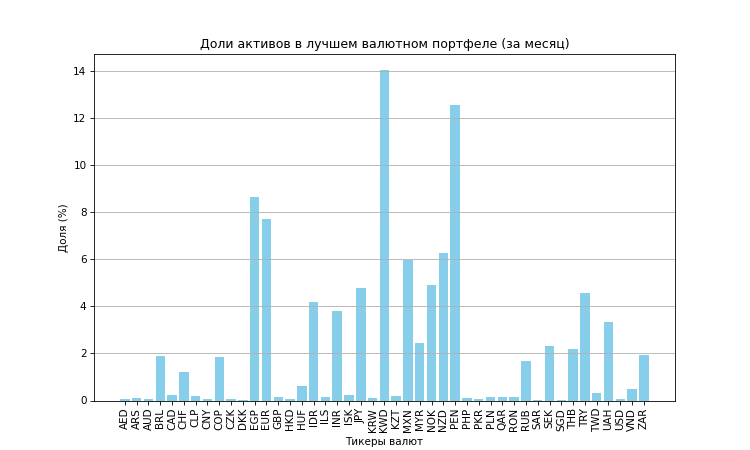 Доли активов в лучшем валютном портфеле (за месяц)
Доля (%)
14
12
10
8
6
4
2
0
AED ARS AUD BRL CAD CHF CLP CNY COP CZK DKK EGP EUR GBP HKD HUF IDR ILS INR ISK JPY KRW KWD KZT MXN MYR NOK NZD PEN PHP PKR PLN QAR RON RUB SAR SEK SGD THB TRY TWD UAH USD VND ZAR
Тикеры валют